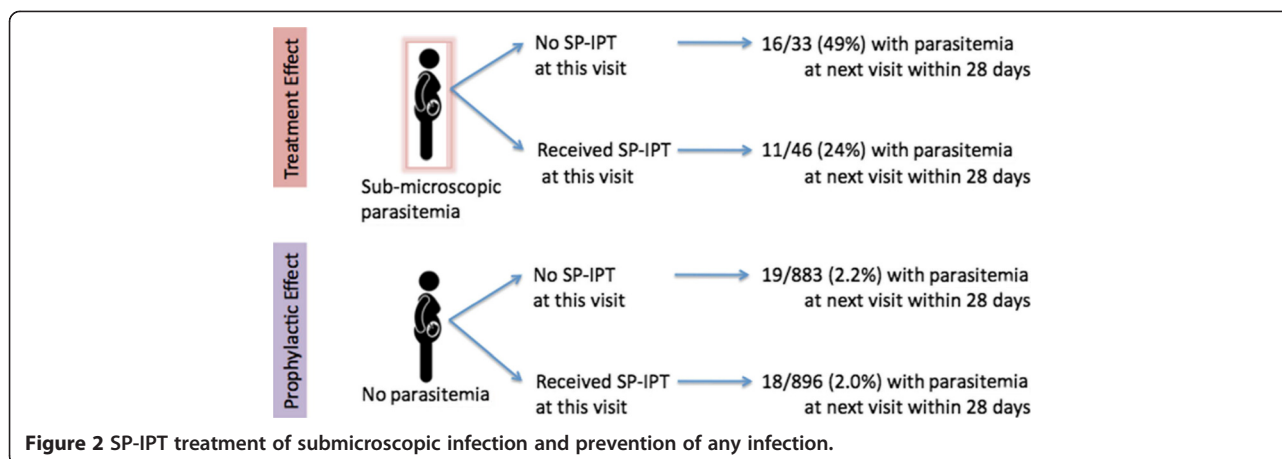 Treatment Effect
Sub-microscopic
parasitemia
No SP-IPT
at this visit
16/33 (49%) with parasitemia
at next visit within 28 days
Received SP-IPT
at this visit
11/46 (24%) with parasitemia
at next visit within 28 days
Prophylactic Effect
No parasitemia
No SP-IPT
at this visit
19/883 (2.2%) with parasitemia
at next visit within 28 days
Received SP-IPT
at this visit
18/896 (2.0%) with parasitemia
at next visit within 28 days
Figure 2 SP-IPT treatment of submicroscopic infection and prevention of any infection.